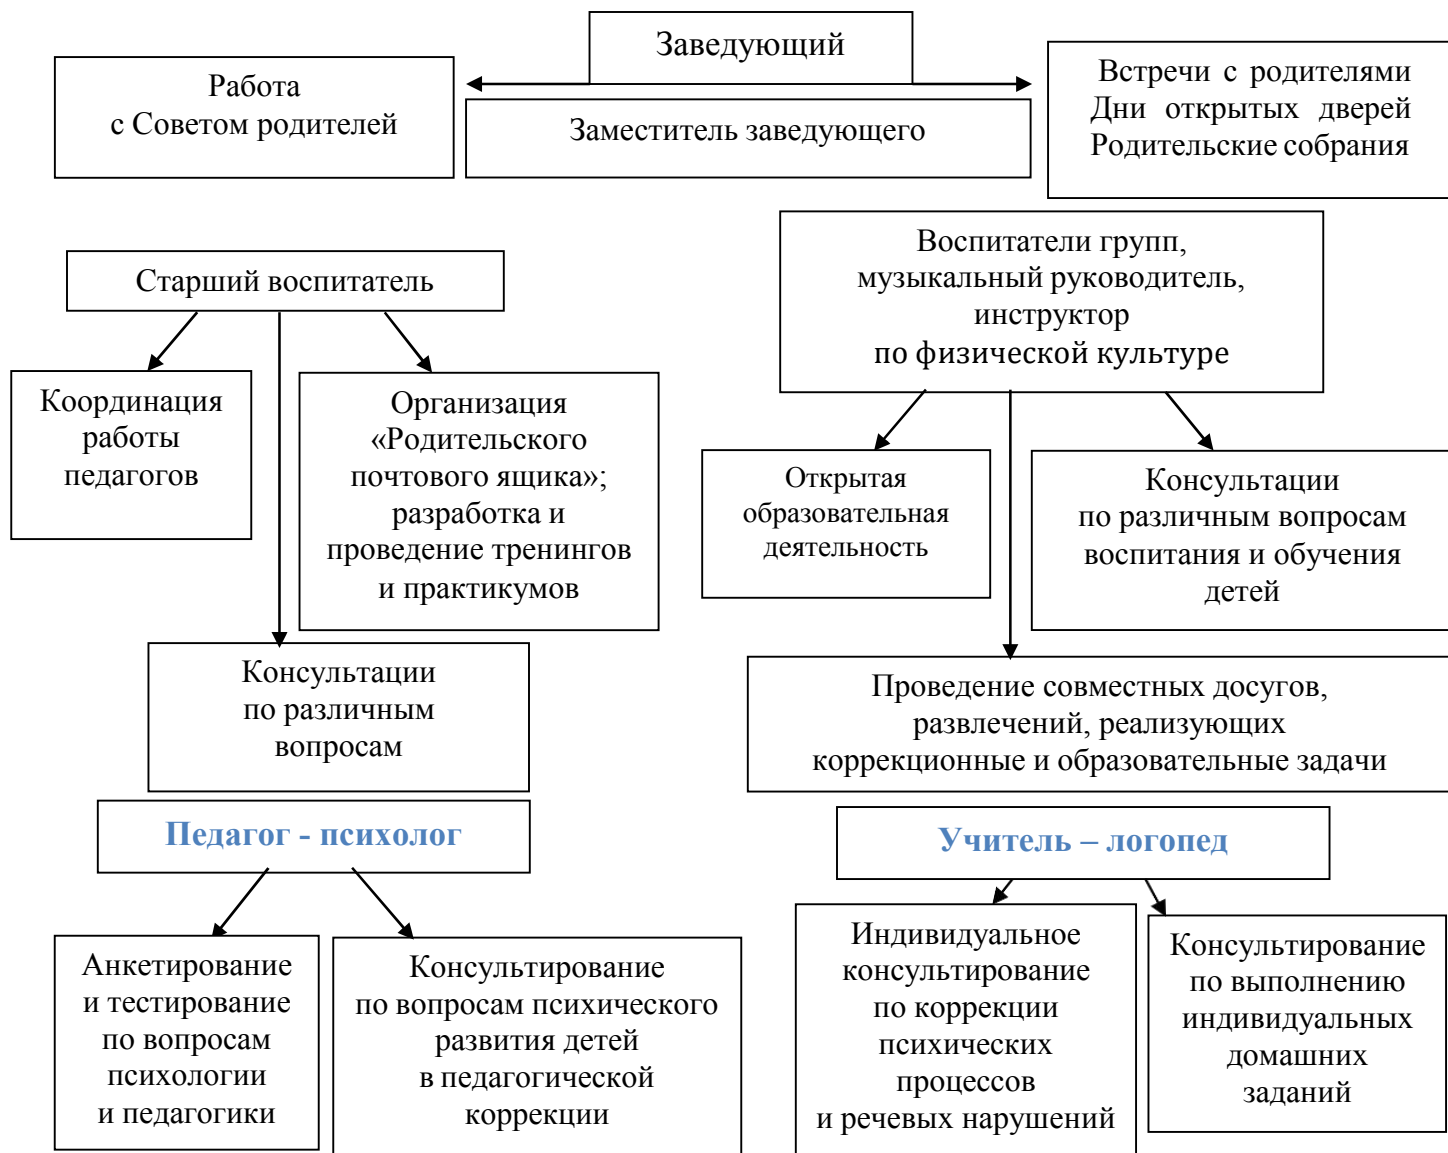 Заведующий
Работа
с Советом родителей
Заместитель заведующего
Встречи с родителями
Дни открытых дверей
Родительские собрания
Старший воспитатель
Воспитатели групп,
музыкальный руководитель,
инструктор
по физической культуре
Координация
работы
педагогов
Организация
«Родительского
почтового ящика»;
разработка и
проведение тренингов
и практикумов
Открытая
образовательная
деятельность
Консультации
по различным вопросам
воспитания и обучения
детей
Консультации
по различным
вопросам
Проведение совместных досугов,
развлечений, реализующих
коррекционные и образовательные задачи
Педагог - психолог
Учитель – логопед
Анкетирование
и тестирование
по вопросам
психологии
и педагогики
Консультирование
по вопросам психического
развития детей
в педагогической
коррекции
Индивидуальное
консультирование
по коррекции
психических
процессов
и речевых нарушений
Консультирование
по выполнению
индивидуальных
домашних
заданий